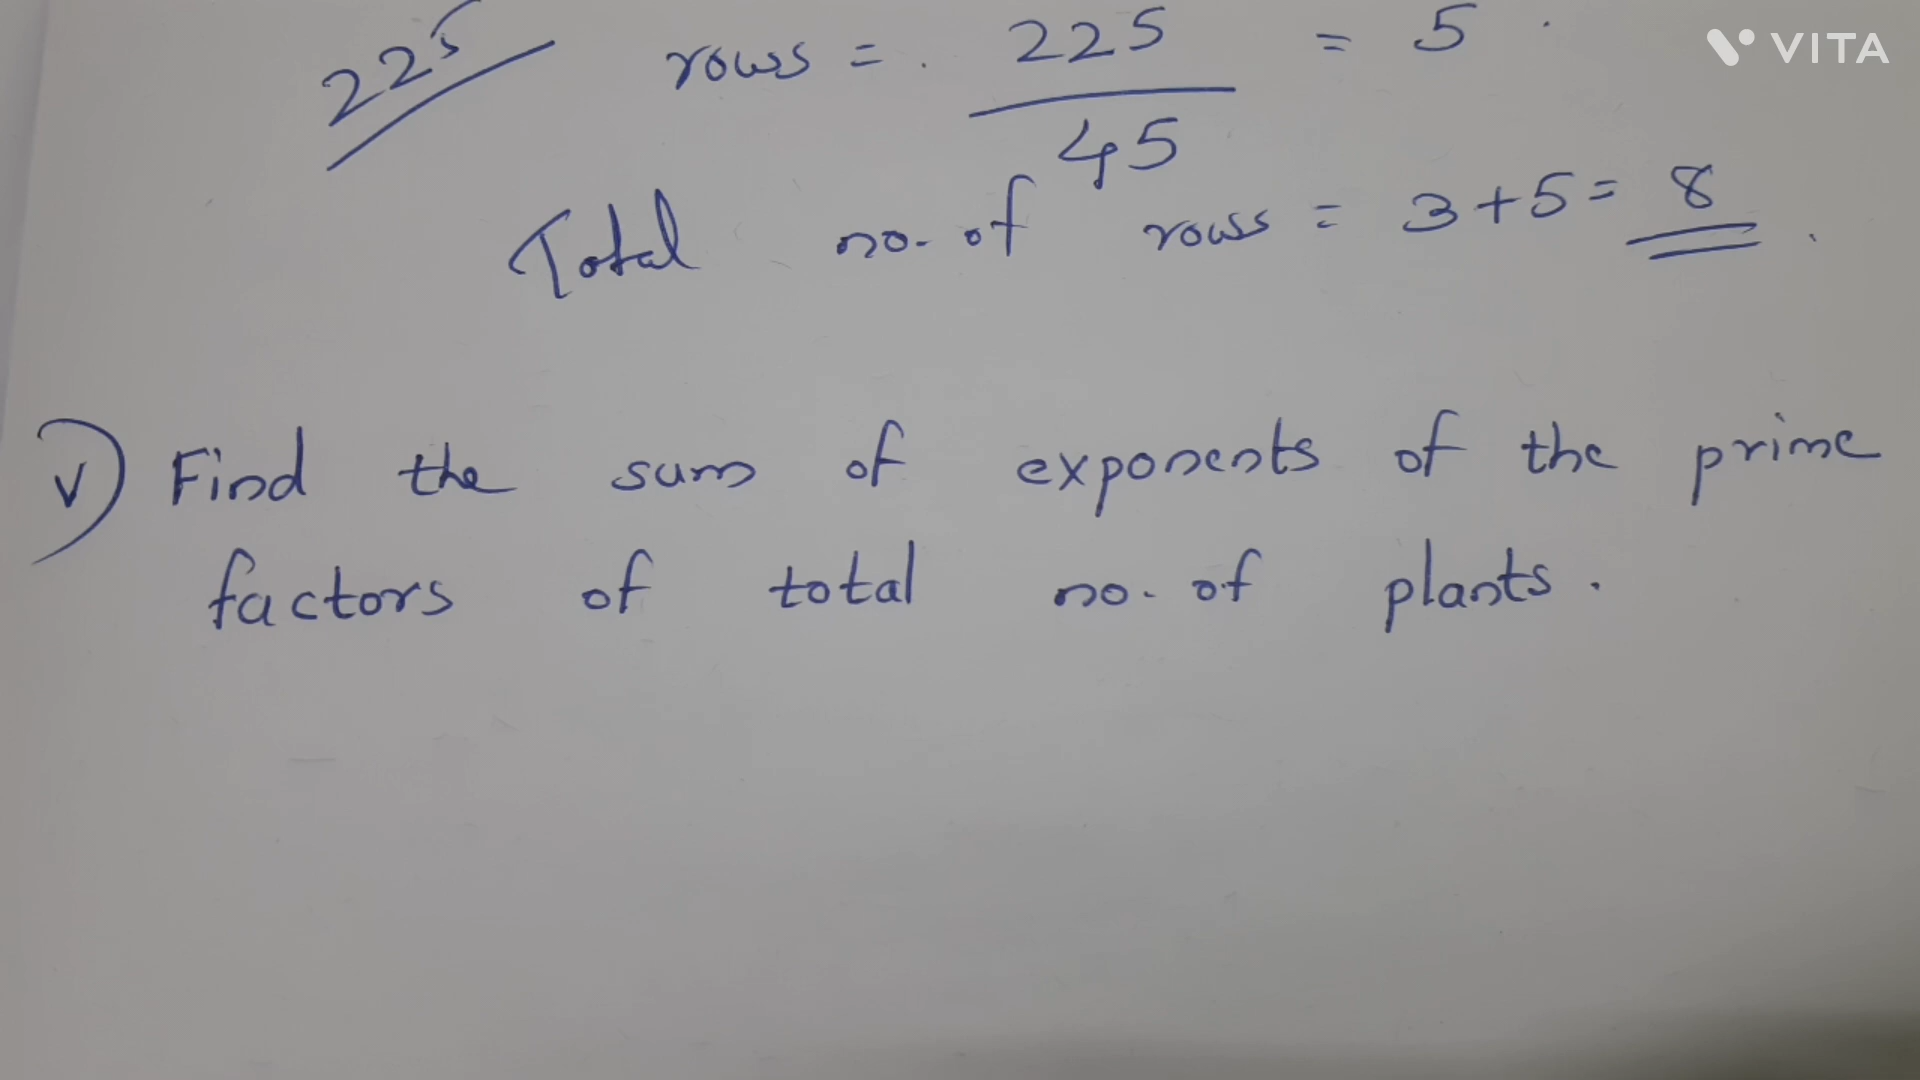 225 rows = . 225 = 5 .
VITA
45
Total no. of rows = 3 + 5 = 8 .
v) Find the sum of exponents of the prime
factors of total no. of plants .